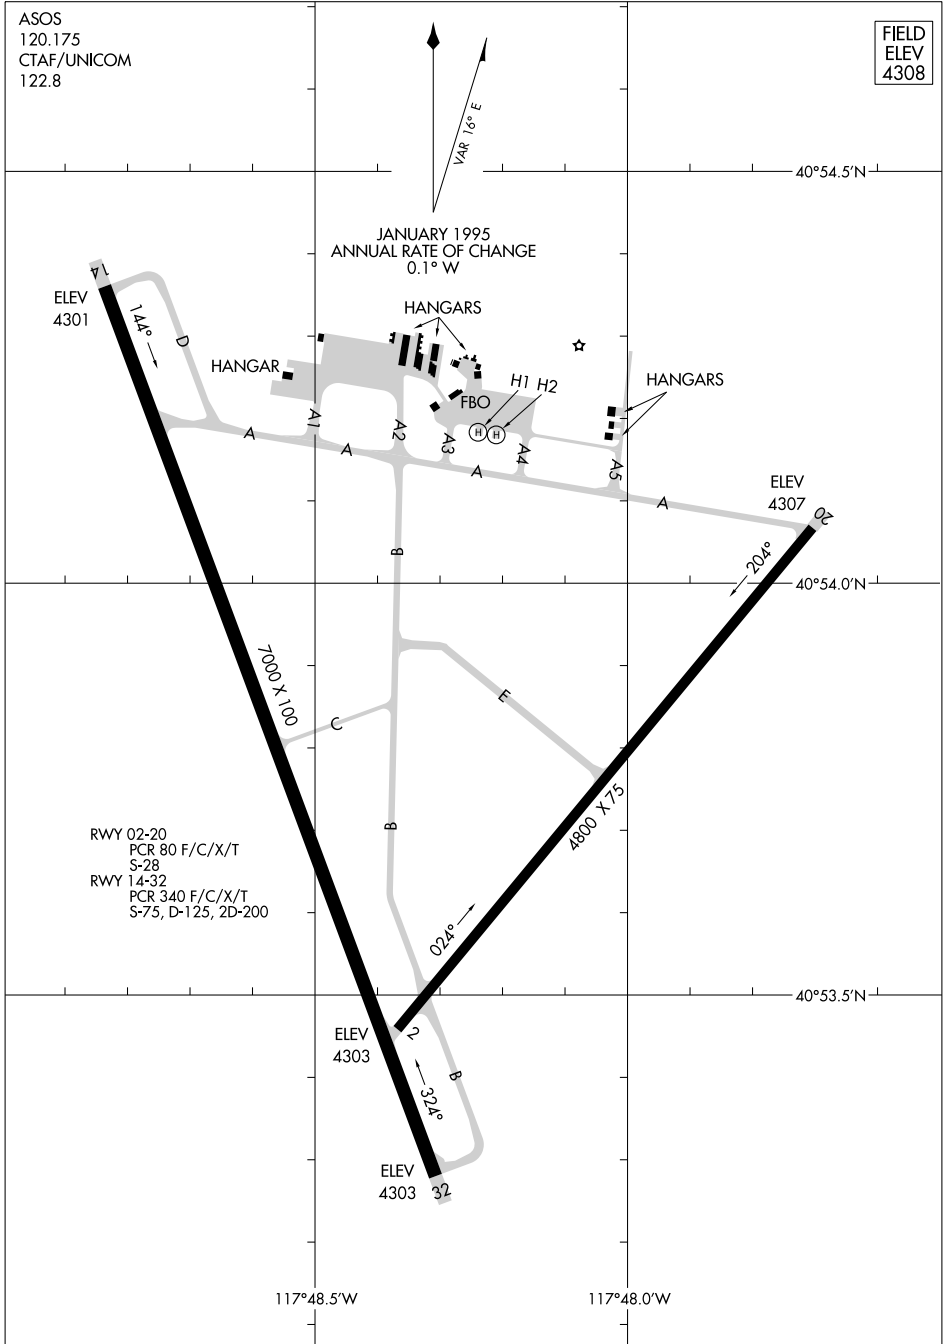 ASOS
120.175
CTAF/UNICOM
122.8
FIELD
ELEV
4308
VAR 16° E
40°54.5'N
JANUARY 1995
ANNUAL RATE OF CHANGE
0.1° W
14
ELEV
4301
144°
D
HANGARS
HANGAR
H1 H2
HANGARS
FBO
H H
A
A1
A
A2
A3
A
A4
A5
A
ELEV
4307
20
204°
B
40°54.0'N
7000 X 100
E
C
4800 X 75
B
RWY 02-20
PCR 80 F/C/X/T
S-28
RWY 14-32
PCR 340 F/C/X/T
S-75, D-125, 2D-200
024°
40°53.5'N
ELEV
4303
2
B
324°
ELEV
4303
32
117°48.5'W
117°48.0'W